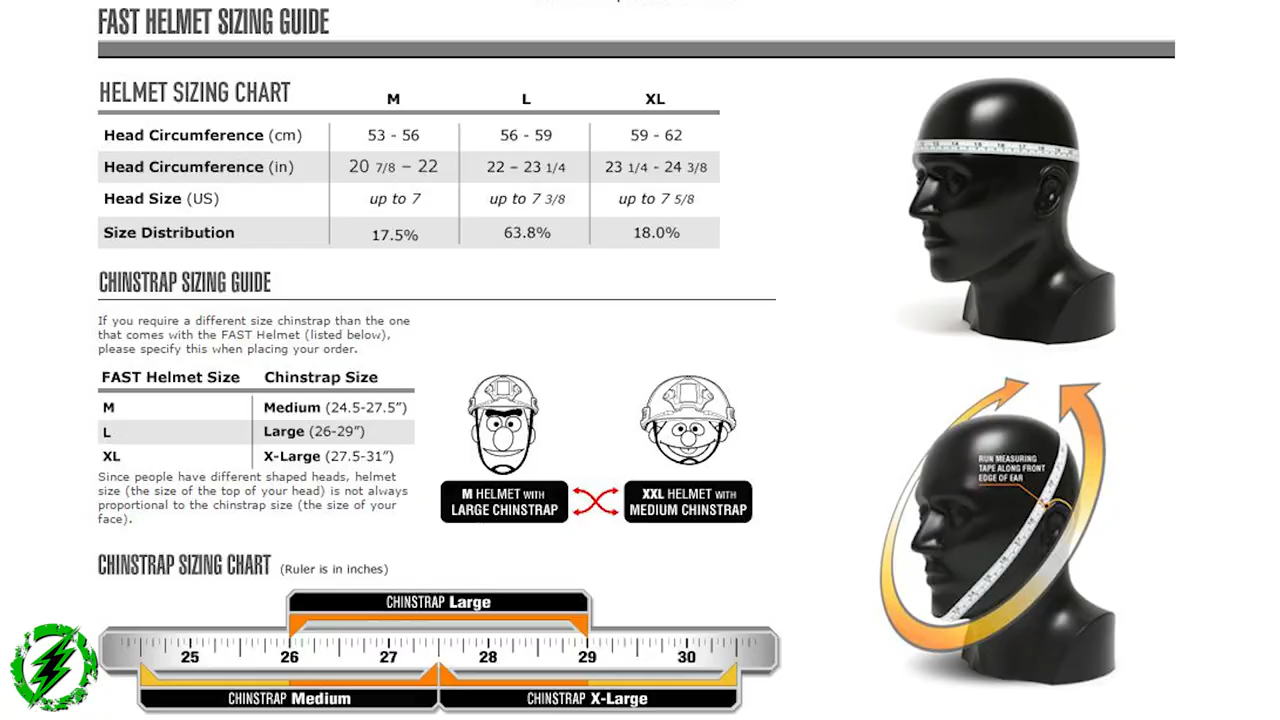 FAST HELMET SIZING GUIDE
HELMET SIZING CHART M L XL
Head Circumference (cm) 53 - 56 56 - 59 59 - 62
Head Circumference (in) 20 7/8 – 22 22 – 23 1/4 23 1/4 - 24 3/8
Head Size (US) up to 7 up to 7 3/8 up to 7 5/8
Size Distribution 17.5% 63.8% 18.0%
CHINSTRAP SIZING GUIDE
If you require a different size chinstrap than the one
that comes with the FAST Helmet (listed below),
please specify this when placing your order.
FAST Helmet Size Chinstrap Size
M Medium (24.5-27.5”)
L Large (26-29”)
XL X-Large (27.5-31”)
Since people have different shaped heads, helmet
size (the size of the top of your head) is not always
proportional to the chinstrap size (the size of your
face).
M HELMET WITH
LARGE CHINSTRAP
XXL HELMET WITH
MEDIUM CHINSTRAP
RUN MEASURING
TAPE ALONG FRONT
EDGE OF EAR
CHINSTRAP SIZING CHART (Ruler is in inches)
CHINSTRAP Large
25 26 27 28 29 30
CHINSTRAP Medium CHINSTRAP X-Large